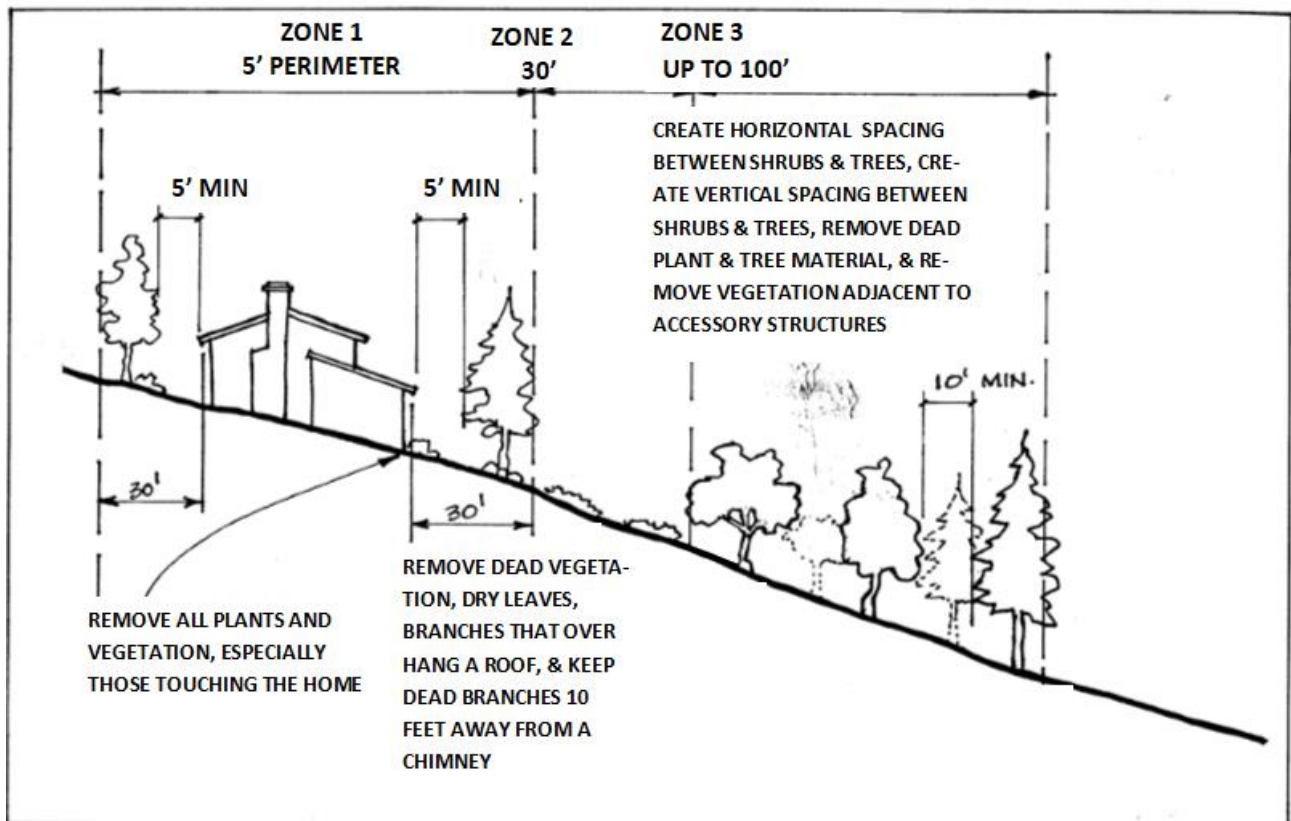 ZONE 1
5' PERIMETER
ZONE 2
30'
ZONE 3
UP TO 100'
CREATE HORIZONTAL SPACING
BETWEEN SHRUBS & TREES, CRE-
ATE VERTICAL SPACING BETWEEN
SHRUBS & TREES, REMOVE DEAD
PLANT & TREE MATERIAL, & RE-
MOVE VEGETATION ADJACENT TO
ACCESSORY STRUCTURES
5' MIN
5' MIN
10' MIN.
30'
30'
REMOVE ALL PLANTS AND
VEGETATION, ESPECIALLY
THOSE TOUCHING THE HOME
REMOVE DEAD VEGETA-
TION, DRY LEAVES,
BRANCHES THAT OVER
HANG A ROOF, & KEEP
DEAD BRANCHES 10
FEET AWAY FROM A
CHIMNEY